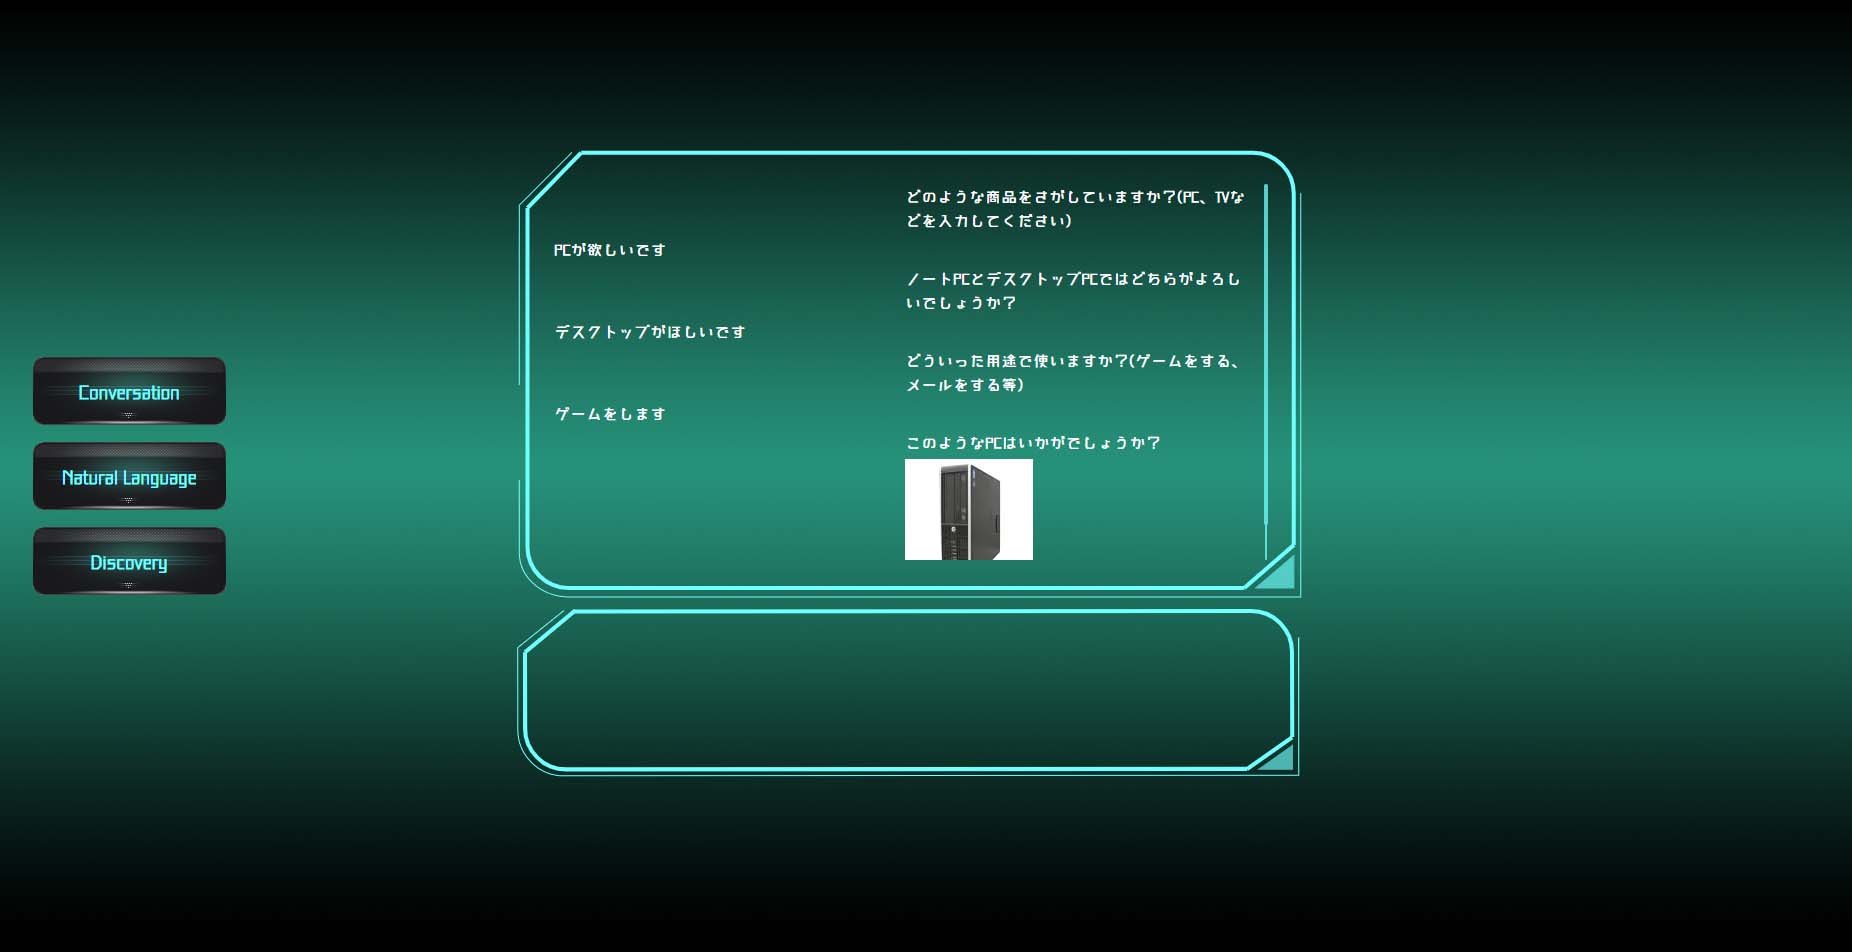 どのような商品をさがしていますか？(PC、TVな
どを入力してください)
PCが欲しいです
ノートPCとデスクトップPCではどちらがよろし
いでしょうか？
デスクトップがほしいです
どういった用途で使いますか？(ゲームをする、
メールをする等)
ゲームをします
このようなPCはいかがでしょうか？
Conversation
Natural Language
Discovery